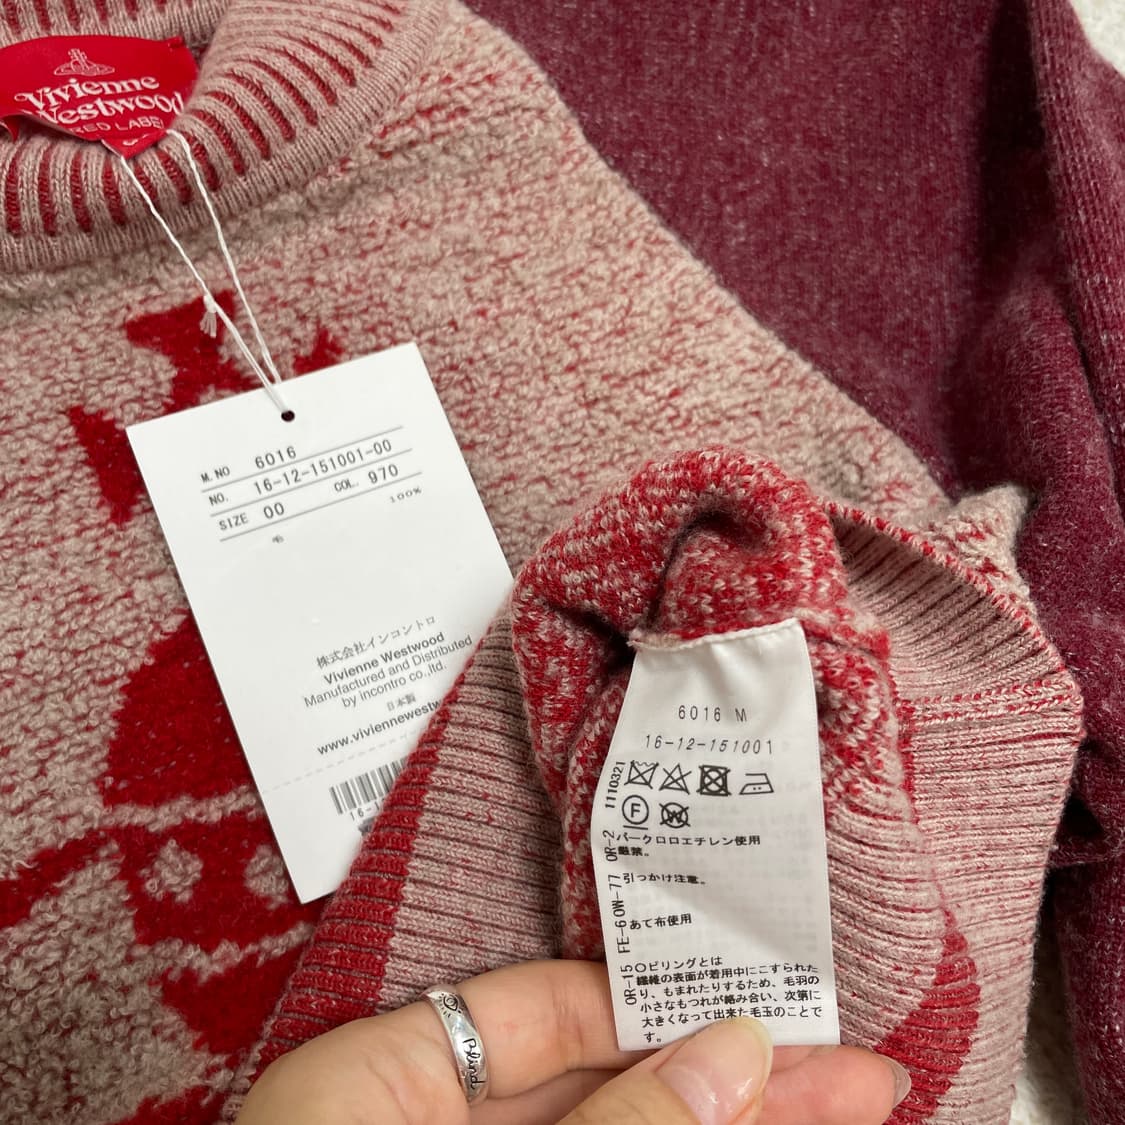 Vivienne
Westwood
RED LABEL
M.NO 6016
NO. 16-12-151001-00
SIZE 00 COL. 970
毛 100%
株式会社インコントロ
Vivienne Westwood
Manufactured and Distributed
by incontro co.,ltd.
日本製
www.viviennewestw
6016 M
16-12-151001
F
W
パークロロエチレン使用
厳禁。
引っかけ注意。
あて布使用
〇ピリングとは
繊維の表面が着用中にこすられた
り、もまれたりするため、毛羽の
小さなもつれが絡み合い、次第に
大きくなって出来た毛玉のことで
す。
OR-15 FE-60W-77 OR-2 1110321
Blind